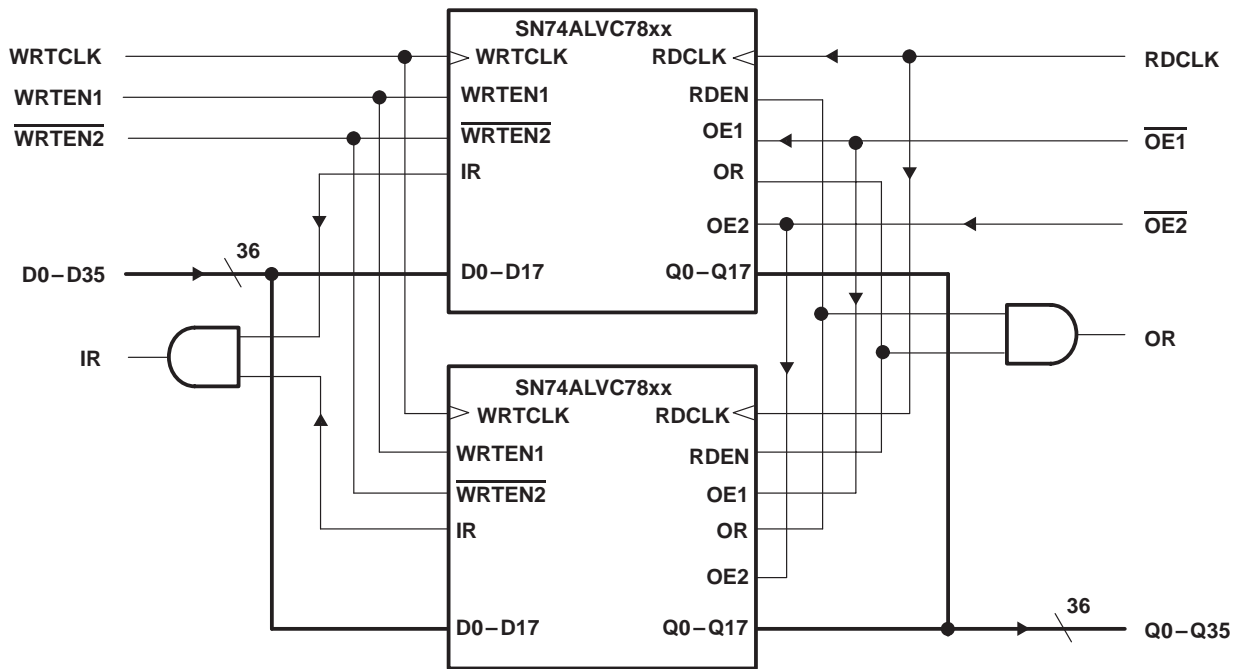 SN74ALVC78xx
WRTCLK
WRTCLK
RDCLK
RDCLK
WRTEN1
WRTEN1
RDEN
WRTEN2
WRTEN2
OE1
OE1
IR
OR
OE2
OE2
36
D0–D35
D0–D17
Q0–Q17
IR
OR
SN74ALVC78xx
WRTCLK
RDCLK
WRTEN1
RDEN
WRTEN2
OE1
IR
OR
OE2
36
D0–D17
Q0–Q17
Q0–Q35